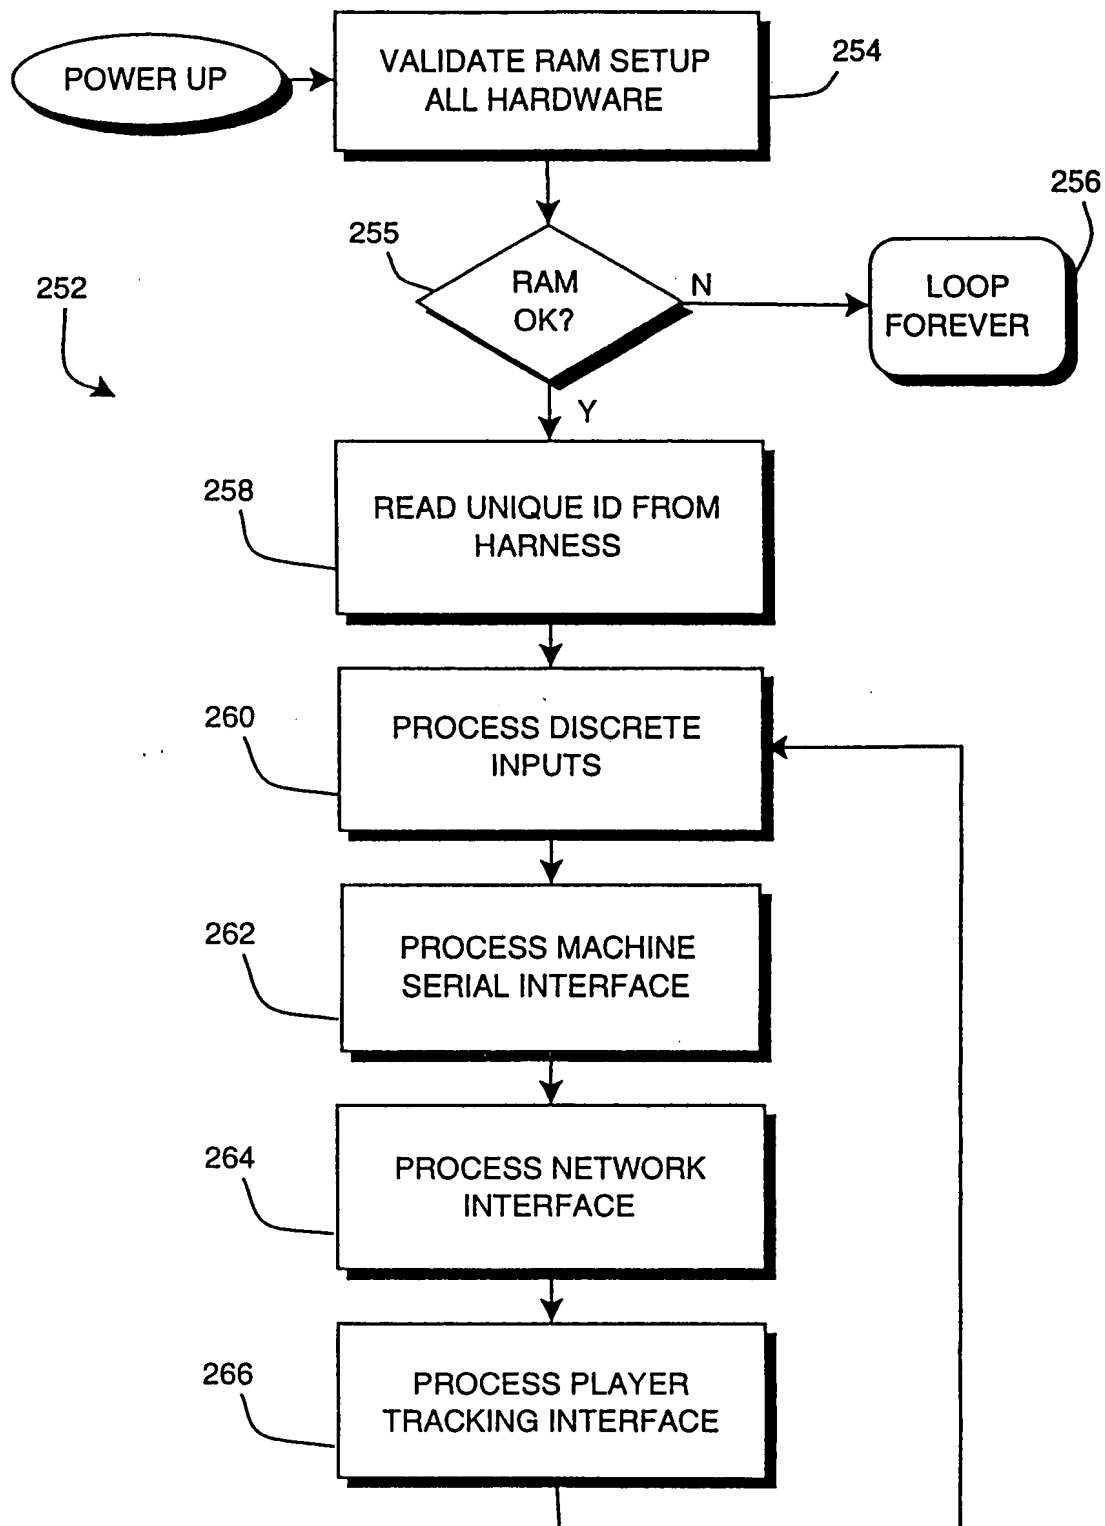 POWER UP
VALIDATE RAM SETUP
ALL HARDWARE
254
256
255
RAM
OK?
N
LOOP
FOREVER
252
Y
258
READ UNIQUE ID FROM
HARNESS
260
PROCESS DISCRETE
INPUTS
262
PROCESS MACHINE
SERIAL INTERFACE
264
PROCESS NETWORK
INTERFACE
266
PROCESS PLAYER
TRACKING INTERFACE